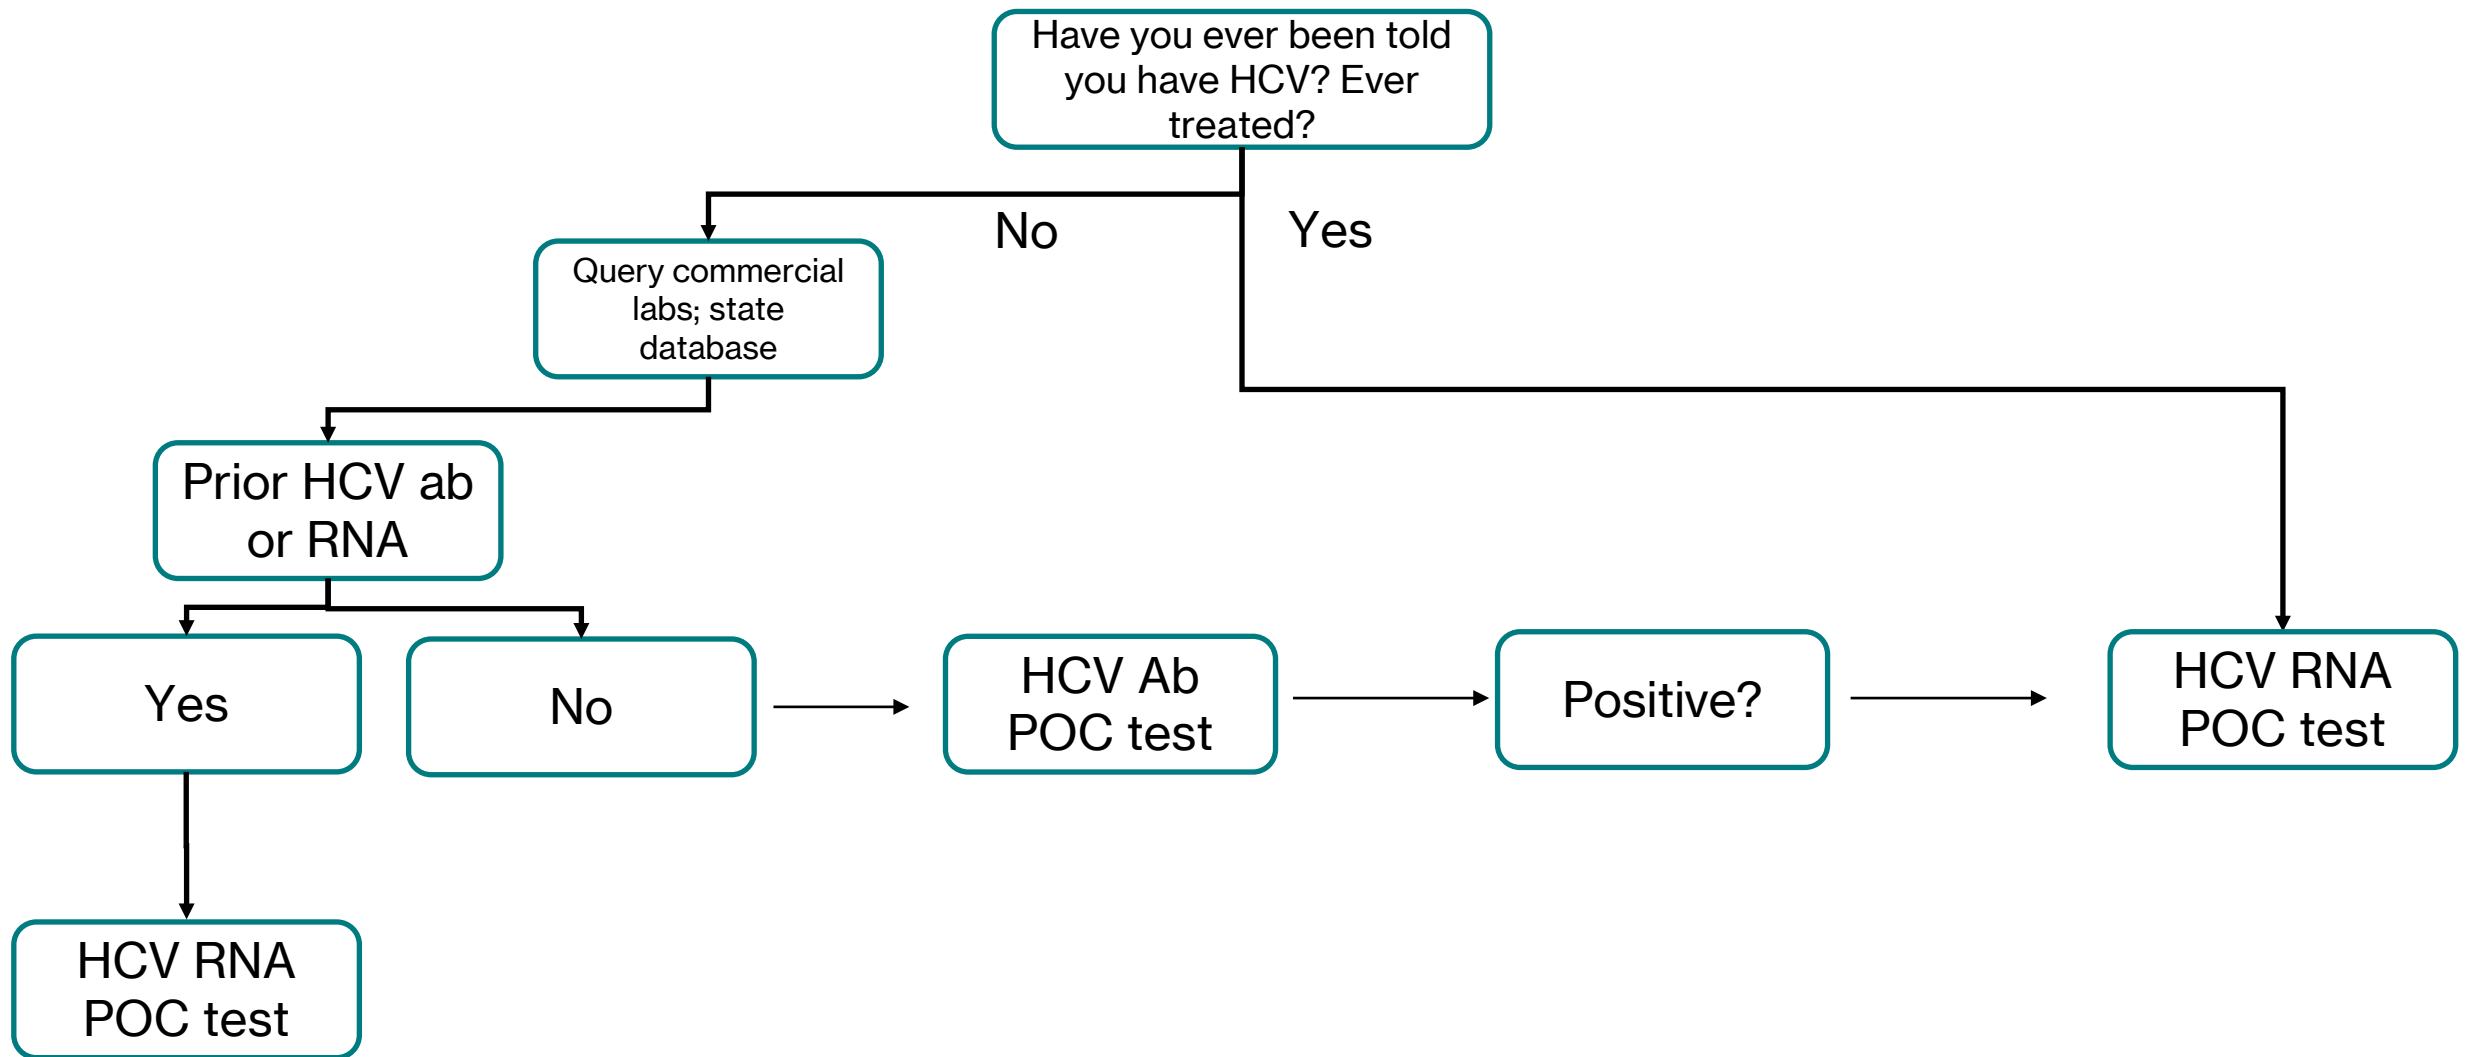 Have you ever been told
you have HCV? Ever
treated?
No
Yes
Query commercial
labs; state
database
Prior HCV ab
or RNA
Yes
No
HCV Ab
POC test
Positive?
HCV RNA
POC test
HCV RNA
POC test